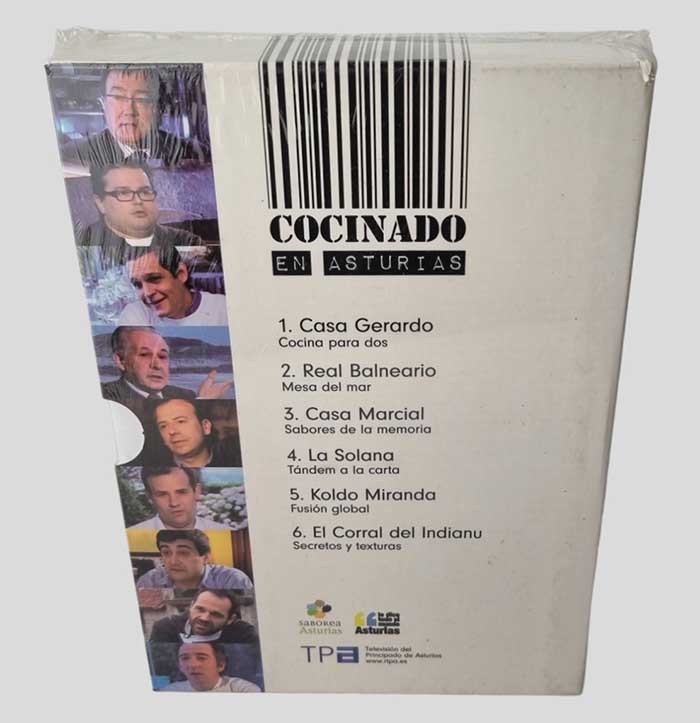 COCINADO
EN ASTURIAS
1. Casa Gerardo
Cocina para dos
2. Real Balneario
Mesa del mar
3. Casa Marcial
Sabores de la memoria
4. La Solana
Tándem a la carta
5. Koldo Miranda
Fusión global
6. El Corral del Indianu
Secretos y texturas
SABOREA
Asturias
Asturias
TPA
Televisión del
Principado de Asturias
www.rtpa.es